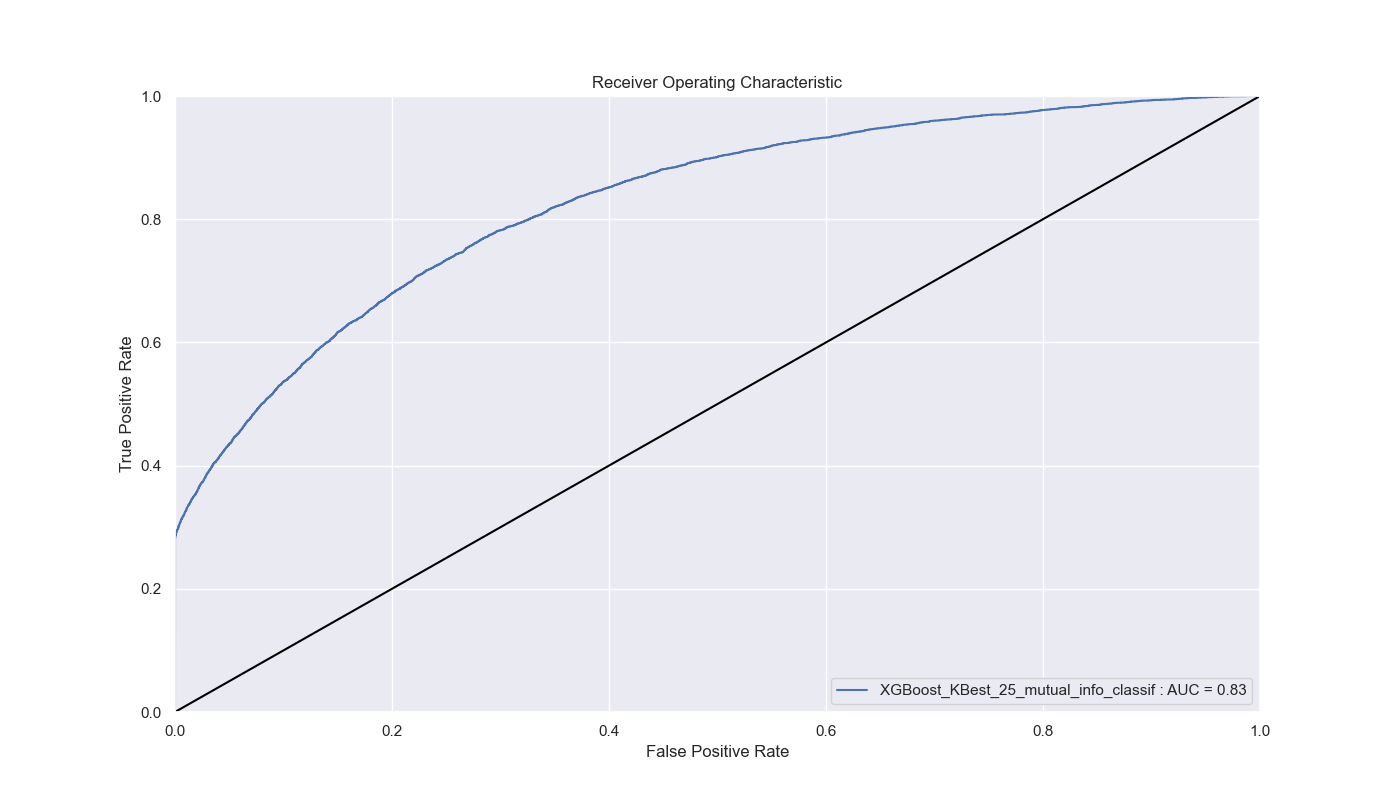 Receiver Operating Characteristic
1.0
0.8
0.6
0.4
0.2
0.0
True Positive Rate
XGBoost_KBest_25_mutual_info_classif : AUC = 0.83
0.0 0.2 0.4 0.6 0.8 1.0
False Positive Rate